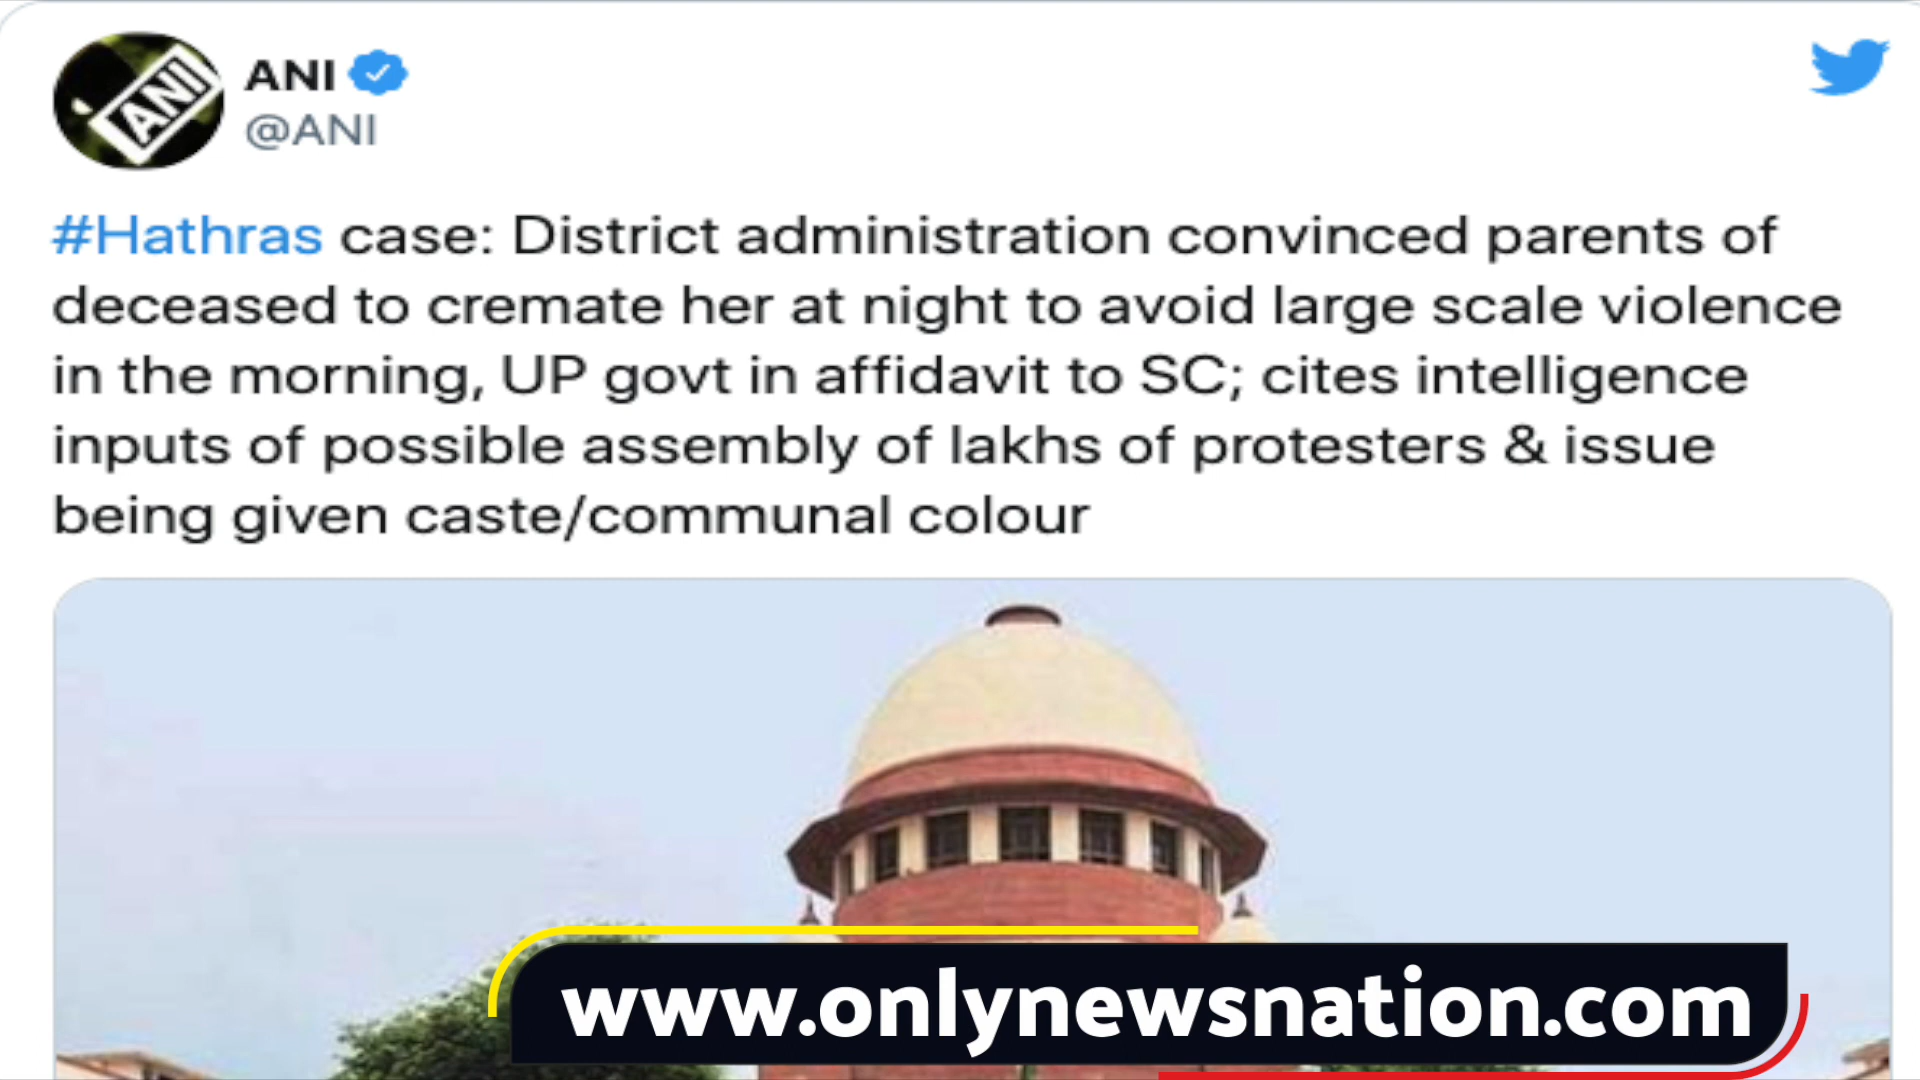 ANI
ANI
@ANI
#Hathras case: District administration convinced parents of
deceased to cremate her at night to avoid large scale violence
in the morning, UP govt in affidavit to SC; cites intelligence
inputs of possible assembly of lakhs of protesters & issue
being given caste/communal colour
www.onlynewsnation.com